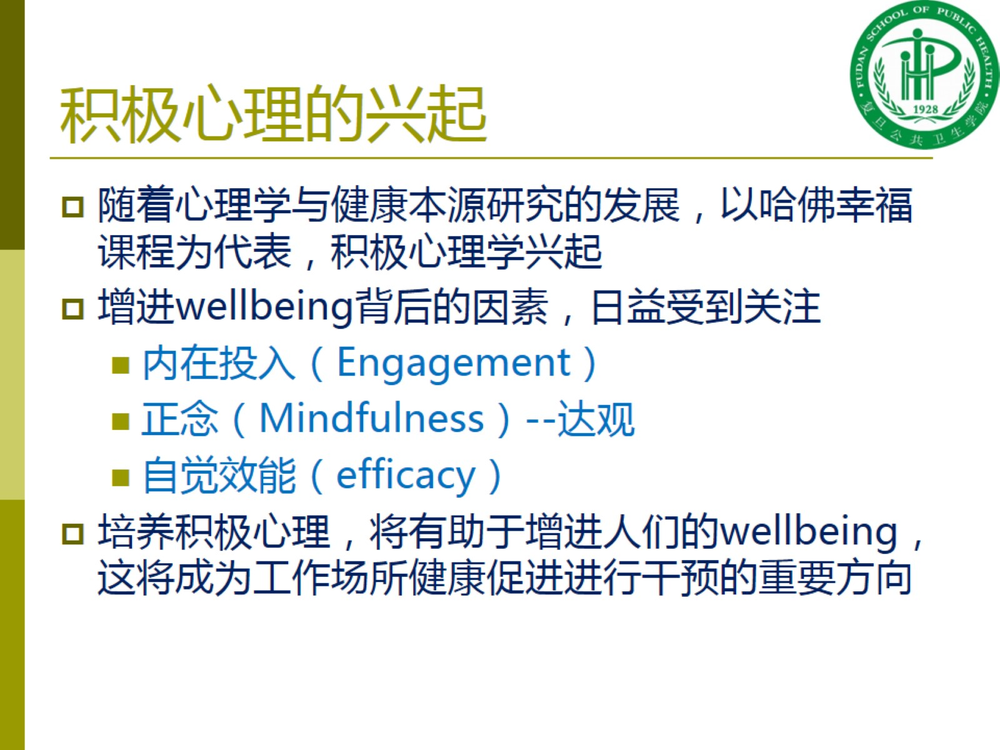 FUDAN SCHOOL OF PUBLIC HEALTH
1928
复旦公共卫生学院
积极心理的兴起
随着心理学与健康本源研究的发展，以哈佛幸福
课程为代表，积极心理学兴起
增进wellbeing背后的因素，日益受到关注
内在投入（Engagement）
正念（Mindfulness）--达观
自觉效能（efficacy）
培养积极心理，将有助于增进人们的wellbeing，
这将成为工作场所健康促进进行干预的重要方向